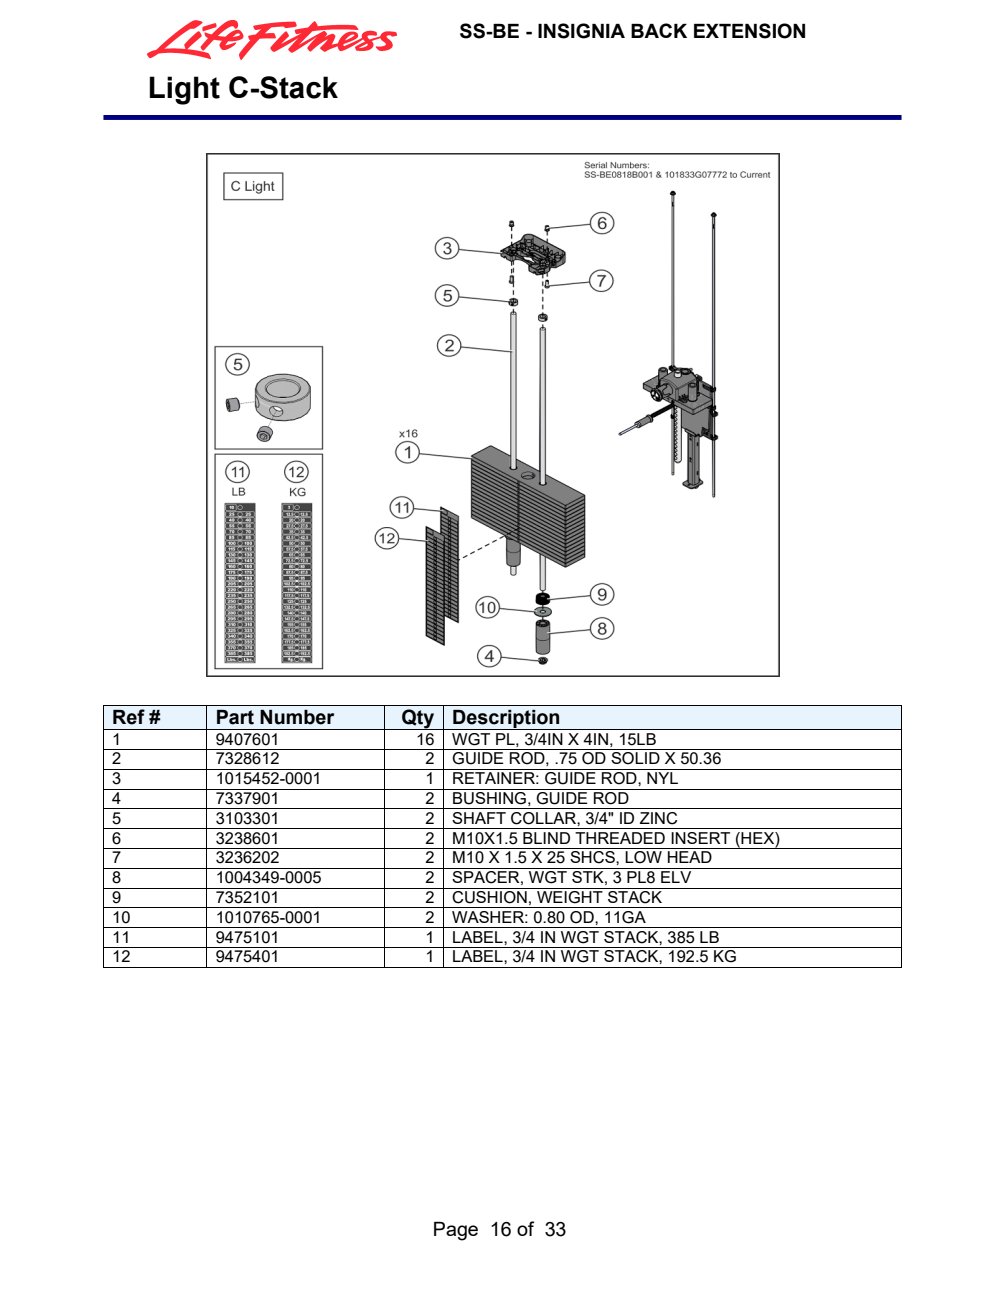 Life Fitness
SS-BE - INSIGNIA BACK EXTENSION
Light C-Stack
Serial Numbers:
SS-BE0818B001 & 101833G07772 to Current
C Light
6
3
7
5
2
5
x16
1
11
12
LB
KG
11
12
9
10
8
4
Ref # Part Number Qty Description
1 9407601 16 WGT PL, 3/4IN X 4IN, 15LB
2 7328612 2 GUIDE ROD, .75 OD SOLID X 50.36
3 1015452-0001 1 RETAINER: GUIDE ROD, NYL
4 7337901 2 BUSHING, GUIDE ROD
5 3103301 2 SHAFT COLLAR, 3/4" ID ZINC
6 3238601 2 M10X1.5 BLIND THREADED INSERT (HEX)
7 3236202 2 M10 X 1.5 X 25 SHCS, LOW HEAD
8 1004349-0005 2 SPACER, WGT STK, 3 PL8 ELV
9 7352101 2 CUSHION, WEIGHT STACK
10 1010765-0001 2 WASHER: 0.80 OD, 11GA
11 9475101 1 LABEL, 3/4 IN WGT STACK, 385 LB
12 9475401 1 LABEL, 3/4 IN WGT STACK, 192.5 KG
Page 16 of 33